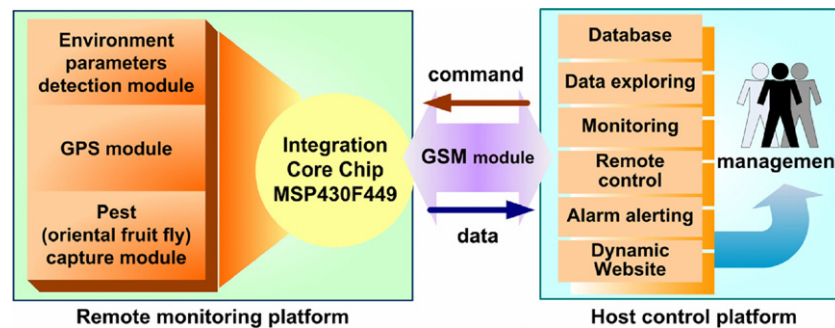 Environment
parameters
detection module
GPS module
Pest
(oriental fruit fly)
capture module
Integration
Core Chip
MSP430F449
command
GSM module
data
Database
Data exploring
Monitoring
Remote
control
Alarm alerting
Dynamic
Website
management
Remote monitoring platform
Host control platform